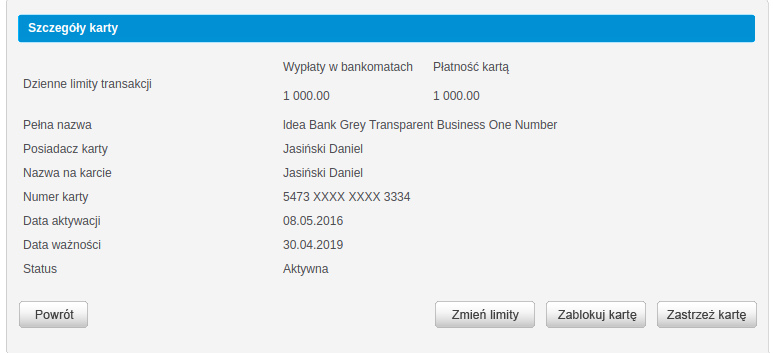 Szczegóły karty
Wypłaty w bankomatach Płatność kartą
Dzienne limity transakcji
1 000.00 1 000.00
Pełna nazwa Idea Bank Grey Transparent Business One Number
Posiadacz karty Jasiński Daniel
Nazwa na karcie Jasiński Daniel
Numer karty 5473 XXXX XXXX 3334
Data aktywacji 08.05.2016
Data ważności 30.04.2019
Status Aktywna
Powrót Zmień limity Zablokuj kartę Zastrzeż kartę